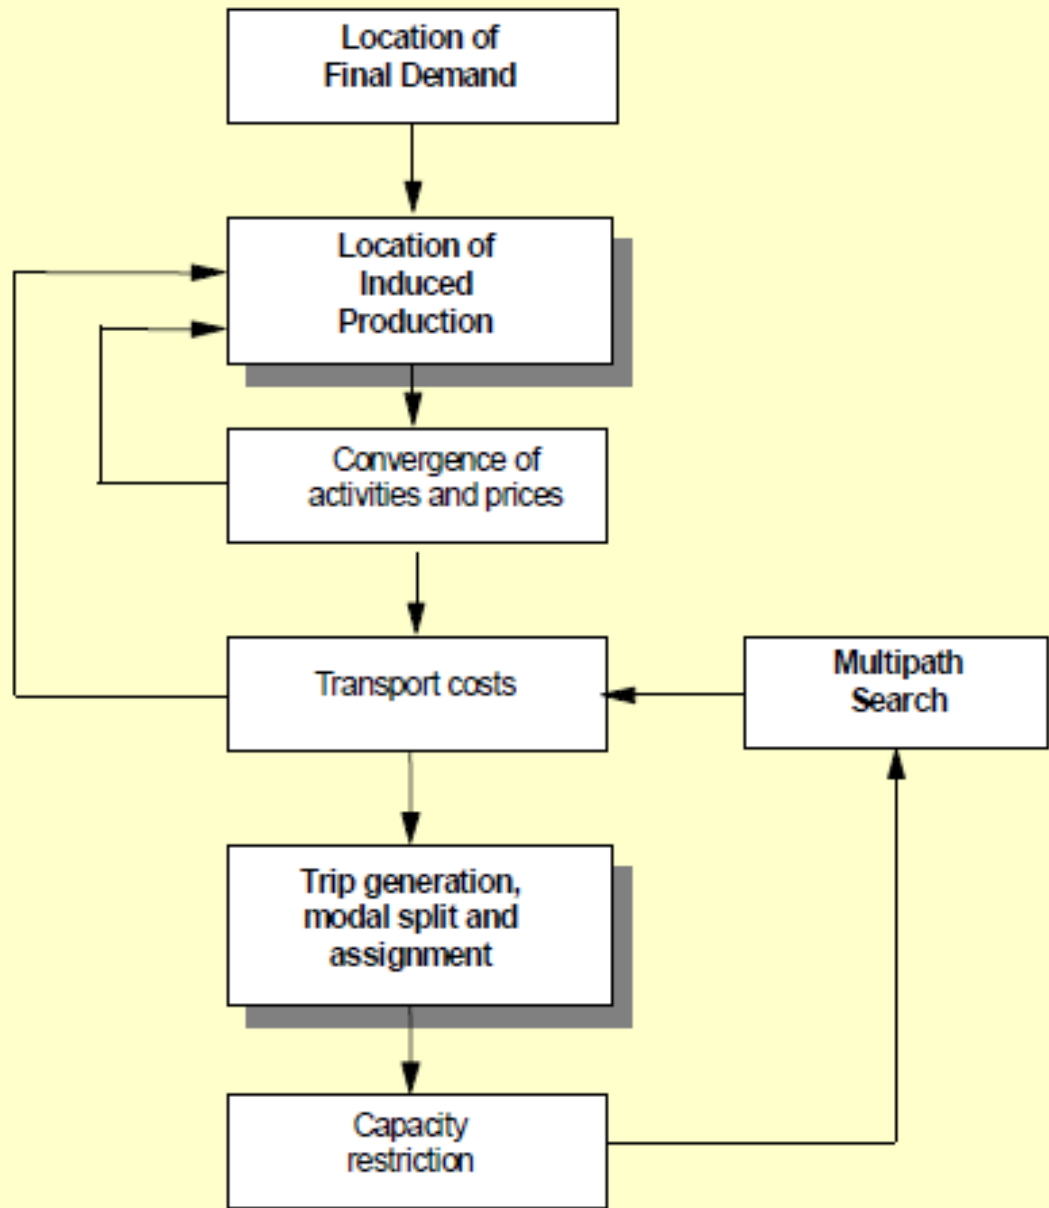 Location of
Final Demand
Location of
Induced
Production
Convergence of
activities and prices
Transport costs
Multipath
Search
Trip generation,
modal split and
assignment
Capacity
restriction